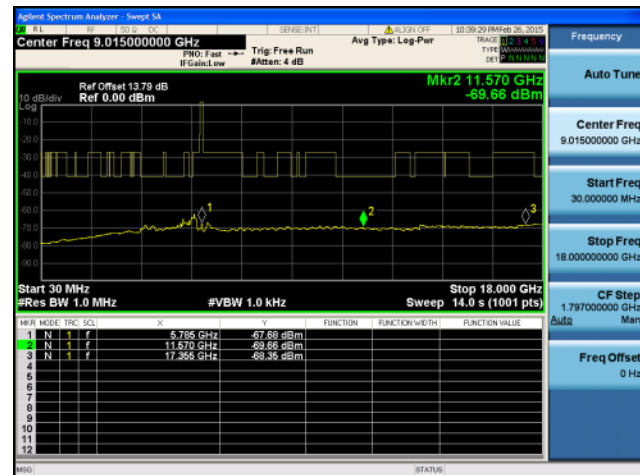 Agilent Spectrum Analyzer - Swept SA
RL RF 50 Ω DC SENSE:INT ALIGN OFF 10:39:29 PM Feb 26, 2015
Center Freq 9.015000000 GHz
PNO: Fast
IFGain:Low
Trig: Free Run
#Atten: 4 dB
Avg Type: Log-Pwr
TRACE 1 2 3 4 5 6
TYPE
DET P N N N N N
Mkr2 11.570 GHz
-69.66 dBm
Ref Offset 13.79 dB
10 dB/div Ref 0.00 dBm
Log
-10.0
-20.0
-30.0
-40.0
-50.0
-60.0
-70.0
-80.0
-90.0
1
2
3
Start 30 MHz Stop 18.000 GHz
#Res BW 1.0 MHz #VBW 1.0 kHz Sweep 14.0 s (1001 pts)
MKR MODE TRC SCL X Y FUNCTION FUNCTION WIDTH FUNCTION VALUE
1 N 1 f 5.785 GHz -67.68 dBm
2 N 1 f 11.570 GHz -69.66 dBm
3 N 1 f 17.355 GHz -68.35 dBm
4
5
6
7
8
9
10
11
12
MSG STATUS
Frequency
Auto Tune
Center Freq
9.015000000 GHz
Start Freq
30.000000 MHz
Stop Freq
18.000000000 GHz
CF Step
1.797000000 GHz
Auto Man
Freq Offset
0 Hz